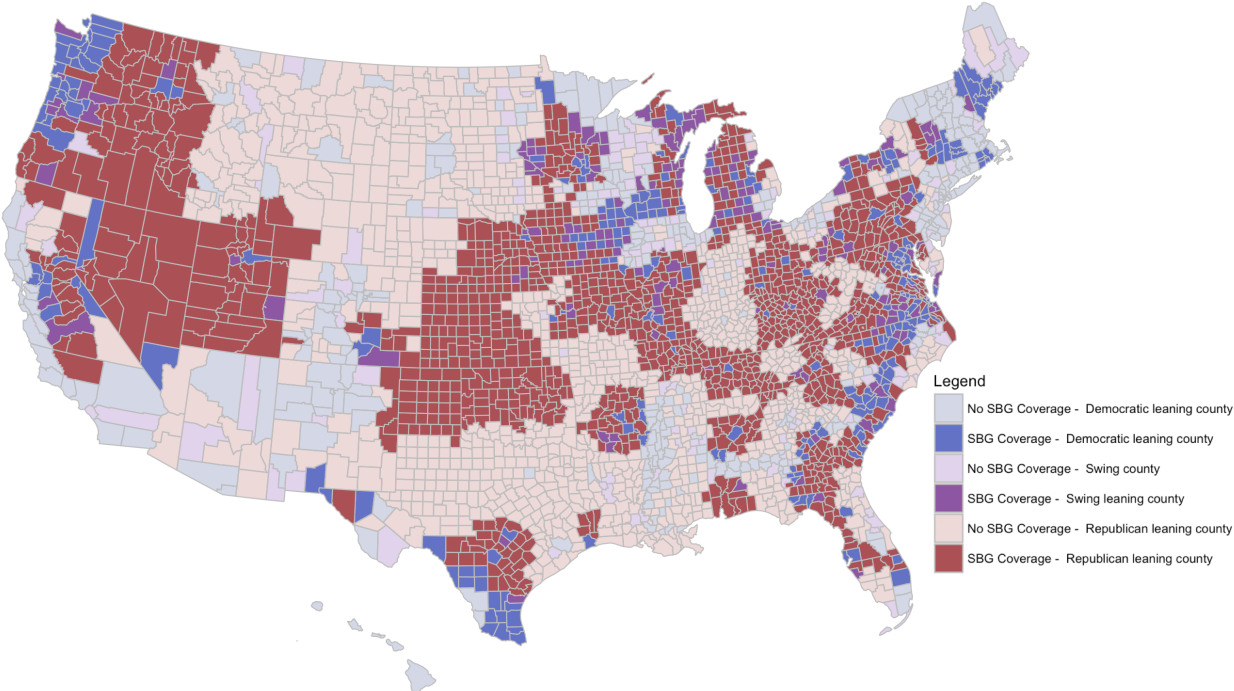 Legend
No SBG Coverage - Democratic leaning county
SBG Coverage - Democratic leaning county
No SBG Coverage - Swing county
SBG Coverage - Swing leaning county
No SBG Coverage - Republican leaning county
SBG Coverage - Republican leaning county